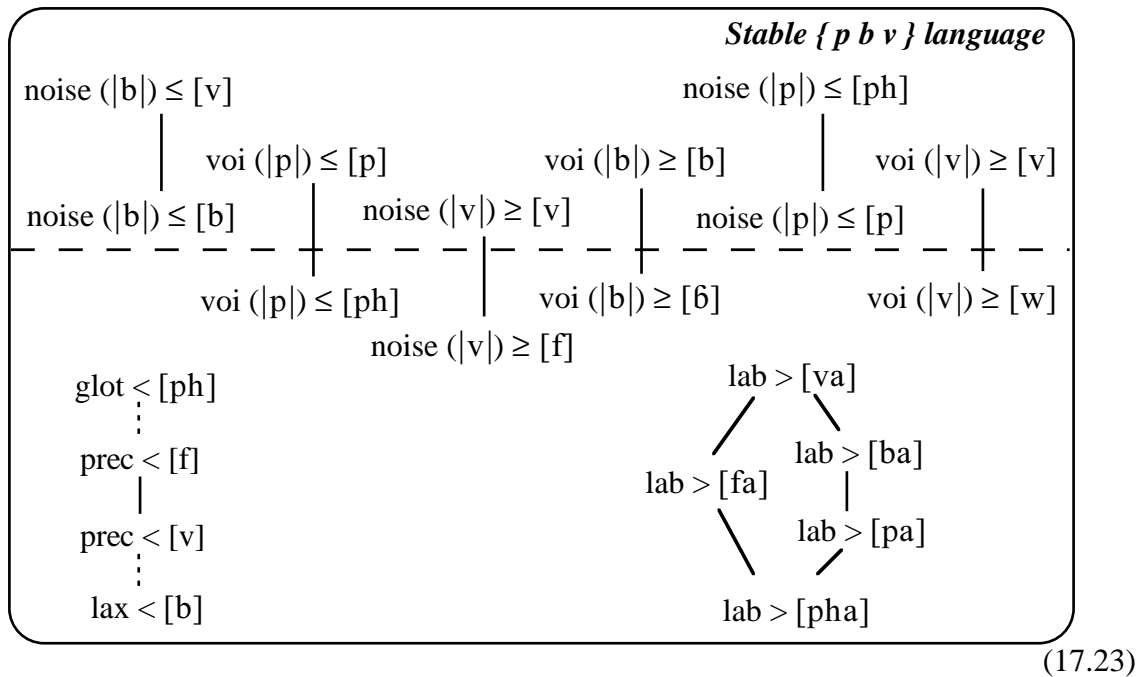 Stable { p b v } language
noise (|b|) ≤ [v] noise (|p|) ≤ [ph]
voi (|p|) ≤ [p] voi (|b|) ≥ [b] voi (|v|) ≥ [v]
noise (|b|) ≤ [b] noise (|v|) ≥ [v] noise (|p|) ≤ [p]
voi (|p|) ≤ [ph] voi (|b|) ≥ [ɓ] voi (|v|) ≥ [w]
noise (|v|) ≥ [f]
glot < [ph] lab > [va]
prec < [f] lab > [ba]
lab > [fa]
prec < [v] lab > [pa]
lax < [b] lab > [pha]
(17.23)